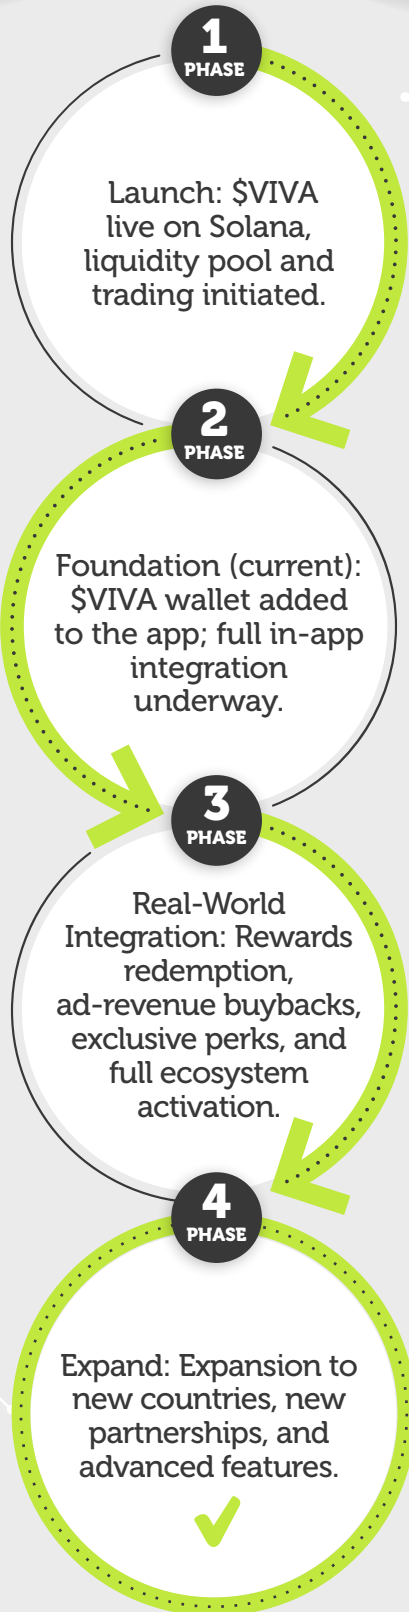 1
PHASE
Launch: $VIVA
live on Solana,
liquidity pool and
trading initiated.
2
PHASE
Foundation (current):
$VIVA wallet added
to the app; full in-app
integration
underway.
3
PHASE
Real-World
Integration: Rewards
redemption,
ad-revenue buybacks,
exclusive perks, and
full ecosystem
activation.
4
PHASE
Expand: Expansion to
new countries, new
partnerships, and
advanced features.